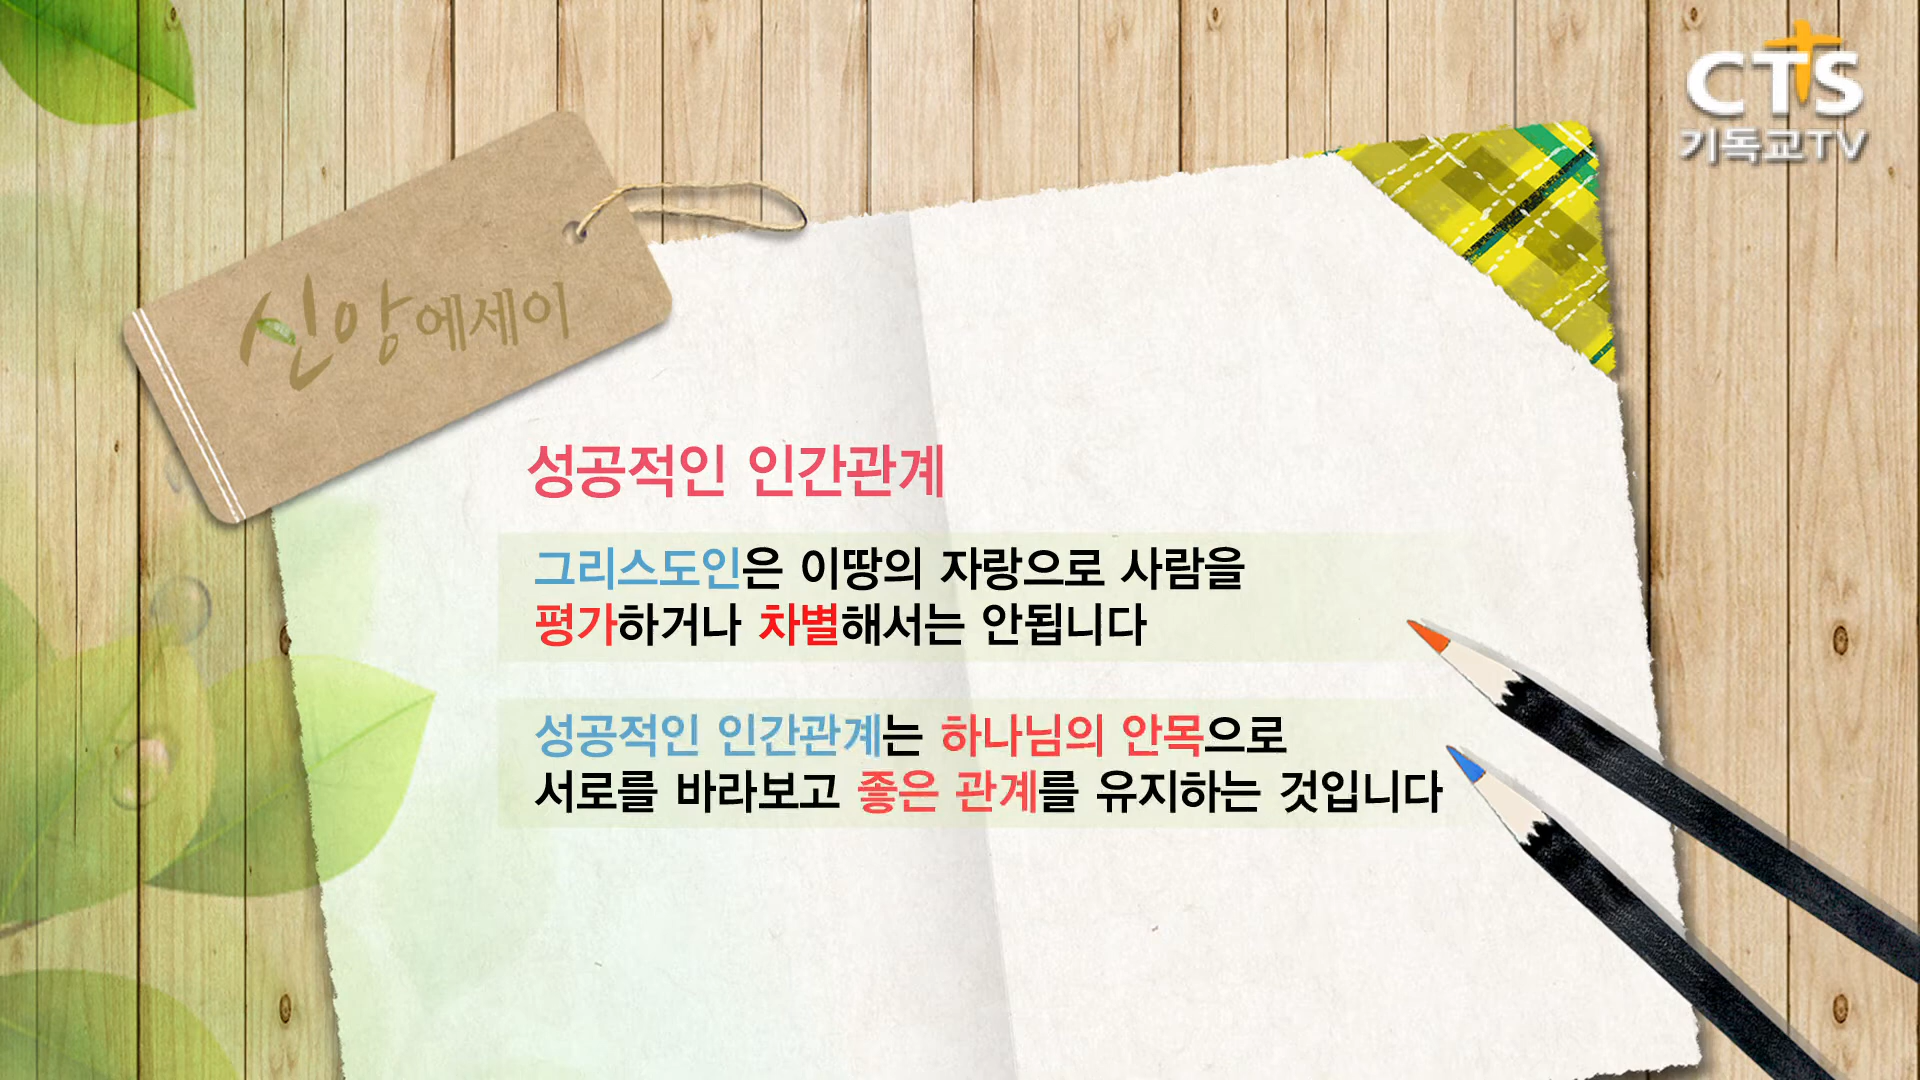 CTS
기독교TV
신앙에세이
성공적인 인간관계
그리스도인은 이땅의 자랑으로 사람을
평가하거나 차별해서는 안됩니다
성공적인 인간관계는 하나님의 안목으로
서로를 바라보고 좋은 관계를 유지하는 것입니다